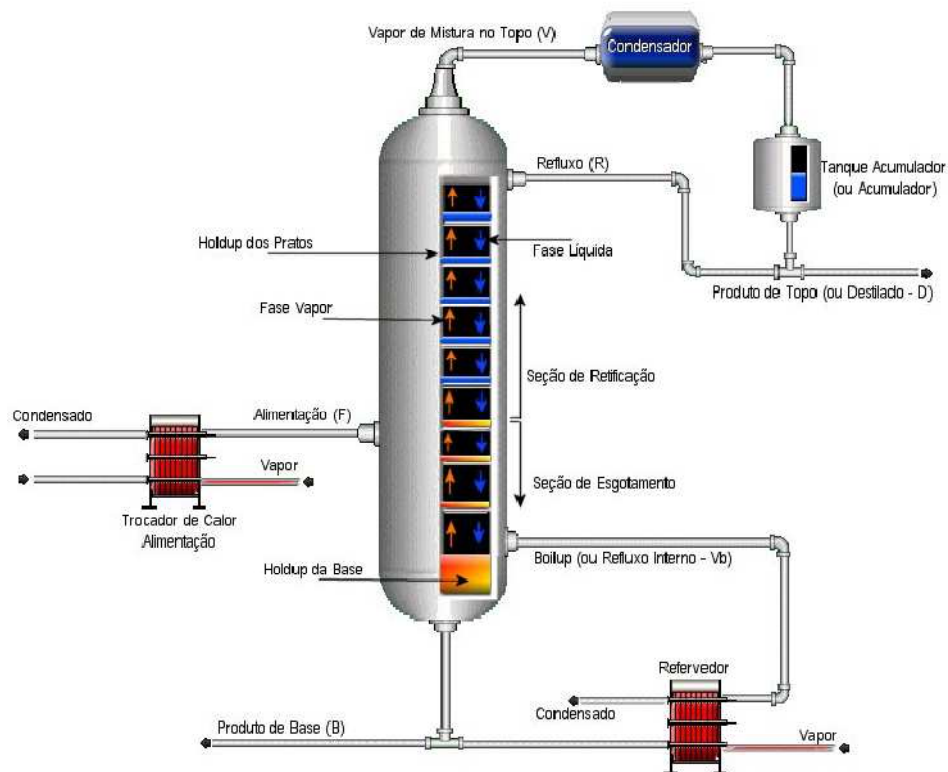 Vapor de Mistura no Topo (V)
Condensador
Refluxo (R)
Tanque Acumulador
(ou Acumulador)
Holdup dos Pratos
Fase Líquida
Produto de Topo (ou Destilacio - D)
Fase Vapor
Seção de Retificação
Condensado
Alimentação (F)
Vapor
Seção de Esgotamento
Trocador de Calor
Alimentação
Boilup (ou Refluxo Interno - Vb)
Holdup da Base
Refervedor
Condensado
Produto de Base (B)
Vapor